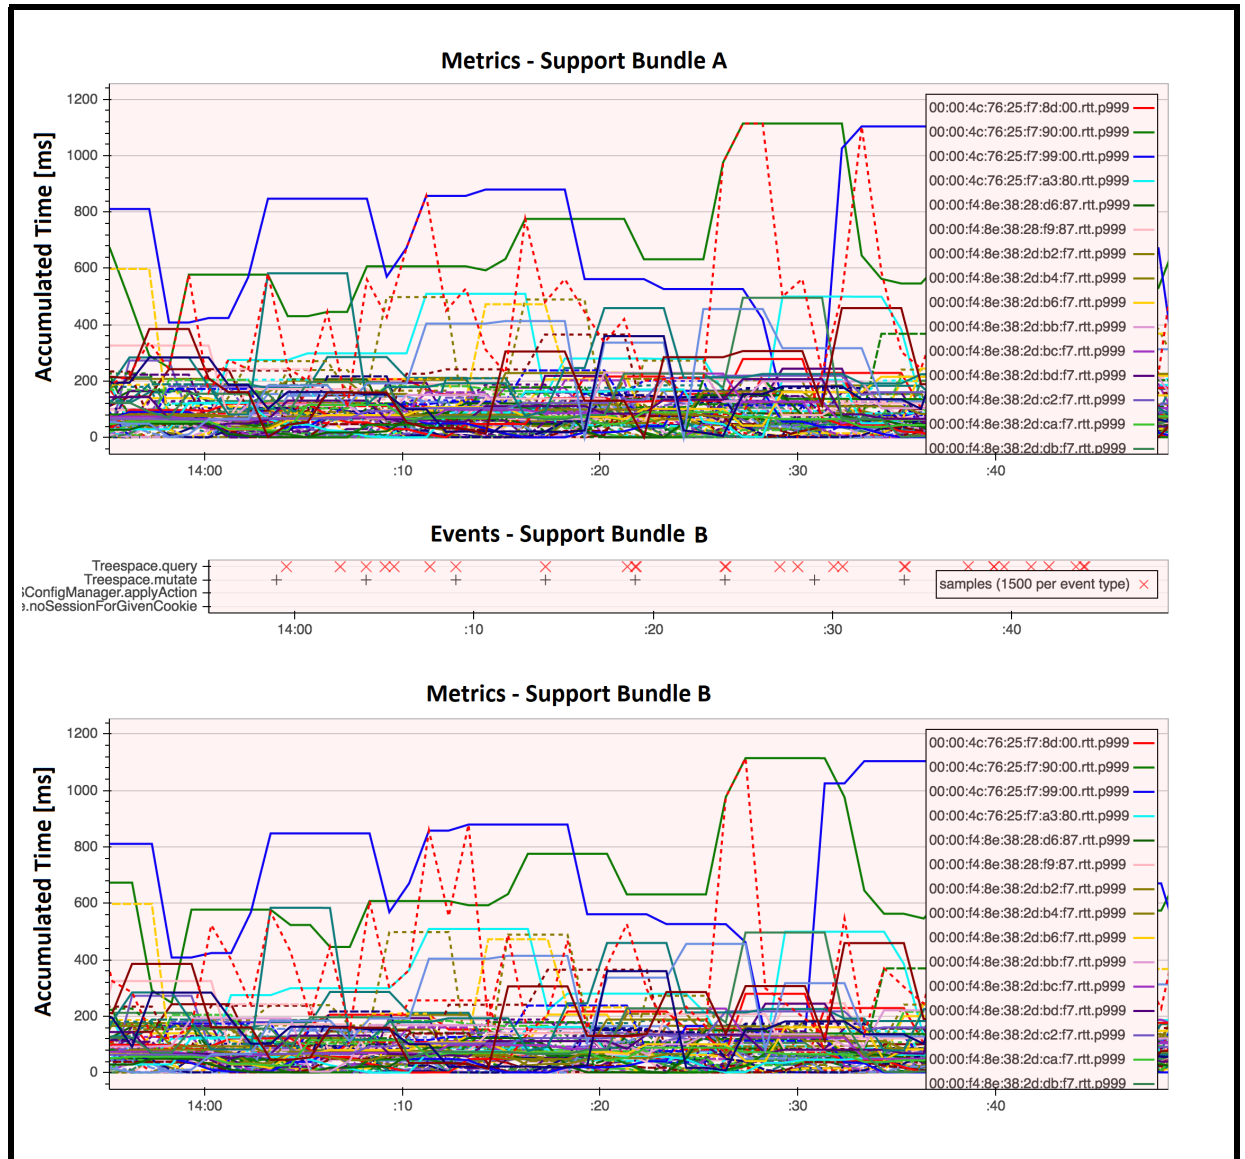 Metrics - Support Bundle A
Accumulated Time [ms]
1200
1000
800
600
400
200
0
14:00
:10
:20
:30
:40
00:00:4c:76:25:f7:8d:00.rtt.p999
00:00:4c:76:25:f7:90:00.rtt.p999
00:00:4c:76:25:f7:99:00.rtt.p999
00:00:4c:76:25:f7:a3:80.rtt.p999
00:00:f4:8e:38:28:d6:87.rtt.p999
00:00:f4:8e:38:28:f9:87.rtt.p999
00:00:f4:8e:38:2d:b2:f7.rtt.p999
00:00:f4:8e:38:2d:b4:f7.rtt.p999
00:00:f4:8e:38:2d:b6:f7.rtt.p999
00:00:f4:8e:38:2d:bb:f7.rtt.p999
00:00:f4:8e:38:2d:bc:f7.rtt.p999
00:00:f4:8e:38:2d:bd:f7.rtt.p999
00:00:f4:8e:38:2d:c2:f7.rtt.p999
00:00:f4:8e:38:2d:ca:f7.rtt.p999
00:00:f4:8e:38:2d:db:f7.rtt.p999
Events - Support Bundle B
Treespace.query
Treespace.mutate
SConfigManager.applyAction
e.noSessionForGivenCookie
samples (1500 per event type)
14:00
:10
:20
:30
:40
Metrics - Support Bundle B
Accumulated Time [ms]
1200
1000
800
600
400
200
0
14:00
:10
:20
:30
:40
00:00:4c:76:25:f7:8d:00.rtt.p999
00:00:4c:76:25:f7:90:00.rtt.p999
00:00:4c:76:25:f7:99:00.rtt.p999
00:00:4c:76:25:f7:a3:80.rtt.p999
00:00:f4:8e:38:28:d6:87.rtt.p999
00:00:f4:8e:38:28:f9:87.rtt.p999
00:00:f4:8e:38:2d:b2:f7.rtt.p999
00:00:f4:8e:38:2d:b4:f7.rtt.p999
00:00:f4:8e:38:2d:b6:f7.rtt.p999
00:00:f4:8e:38:2d:bb:f7.rtt.p999
00:00:f4:8e:38:2d:bc:f7.rtt.p999
00:00:f4:8e:38:2d:bd:f7.rtt.p999
00:00:f4:8e:38:2d:c2:f7.rtt.p999
00:00:f4:8e:38:2d:ca:f7.rtt.p999
00:00:f4:8e:38:2d:db:f7.rtt.p999